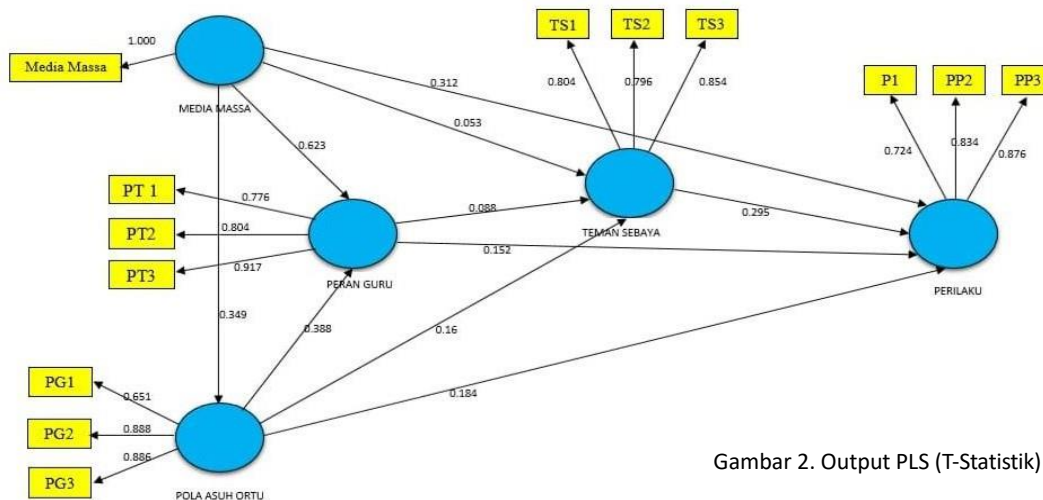 TS1
TS2
TS3
1.000
Media Massa
MEDIA MASSA
0.804
0.796
0.854
0.312
0.053
P1
PP2
PP3
0.724
0.834
0.876
0.623
PT 1
0.776
PT2
0.804
PT3
0.917
PERAN GURU
0.088
TEMAN SEBAYA
0.295
0.152
PERILAKU
0.349
0.388
0.16
0.184
PG1
0.651
PG2
0.888
PG3
0.886
POLA ASUH ORTU
Gambar 2. Output PLS (T-Statistik)